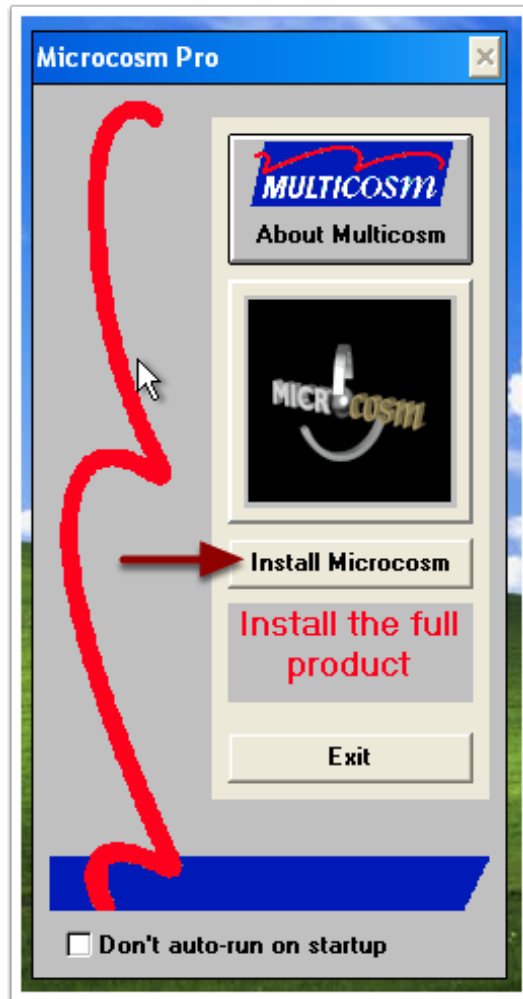 Microcosm Pro
MULTICOSM
About Multicosm
MICROCOSM
Install Microcosm
Install the full
product
Exit
Don't auto-run on startup